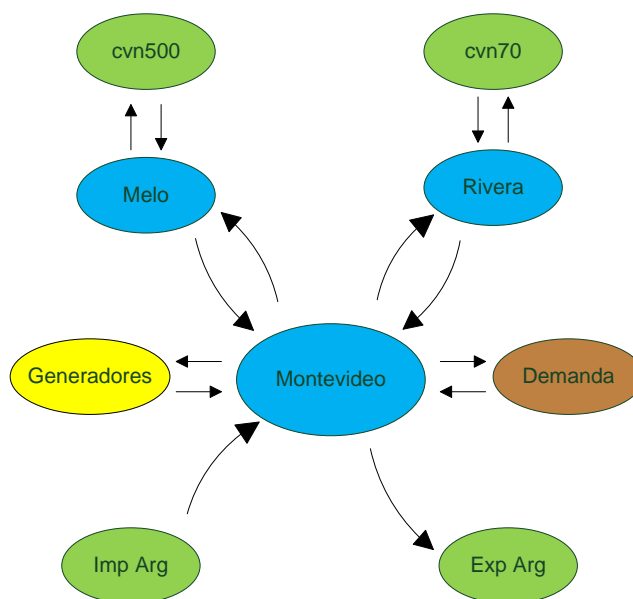 cvn500
cvn70
Melo
Rivera
Generadores
Montevideo
Demanda
Imp Arg
Exp Arg